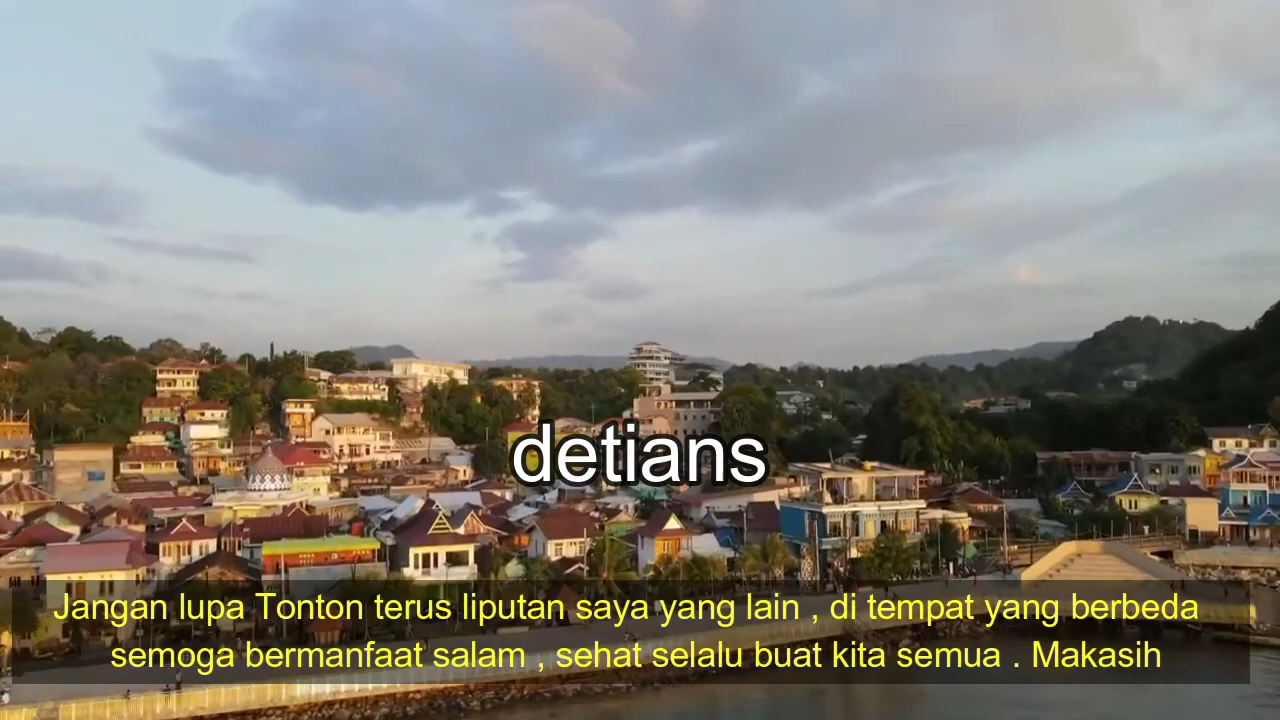 detians
Jangan lupa Tonton terus liputan saya yang lain , di tempat yang berbeda
semoga bermanfaat salam , sehat selalu buat kita semua . Makasih